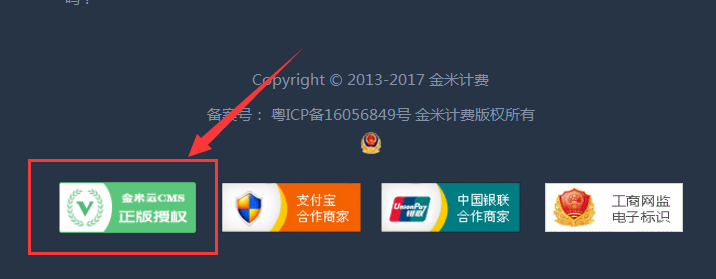 吗？
Copyright © 2013-2017 金米计费
备案号： 粤ICP备16056849号 金米计费版权所有
金米云CMS
正版授权
支付宝
合作商家
UnionPay
银联
中国银联
合作商家
工商网监
电子标识